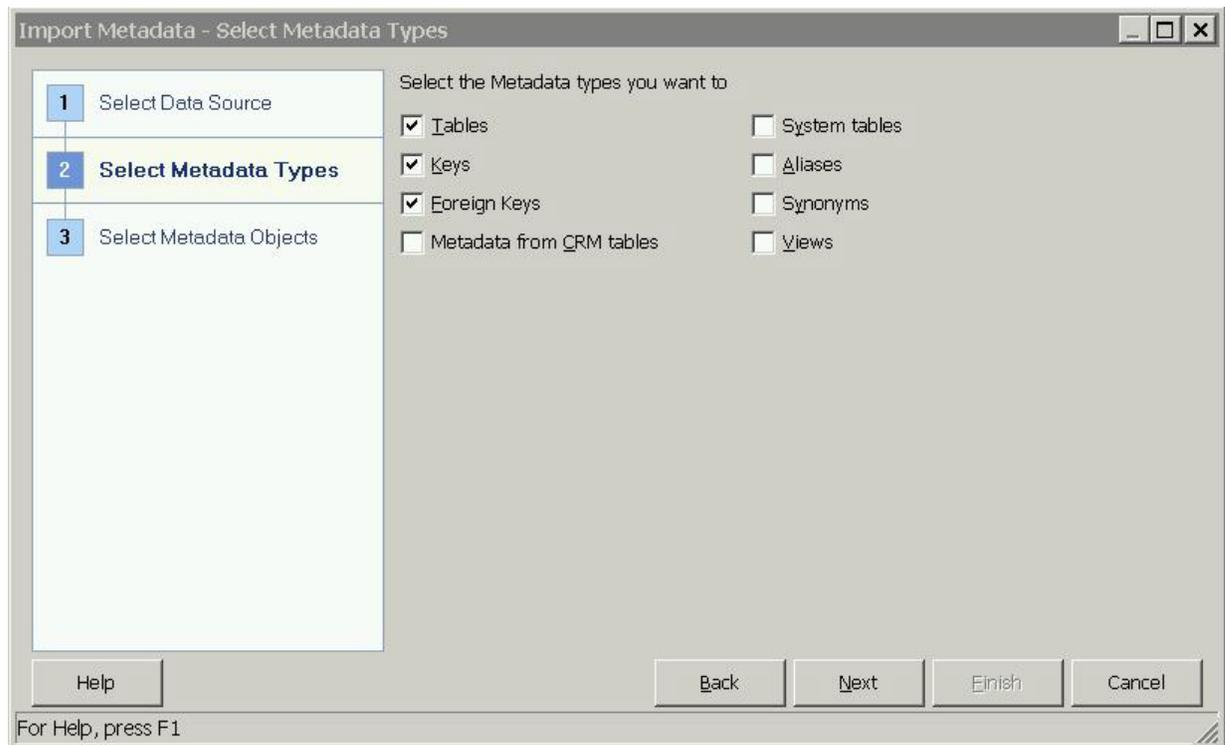 Import Metadata - Select Metadata Types
1 Select Data Source
2 Select Metadata Types
3 Select Metadata Objects
Select the Metadata types you want to
Tables
System tables
Keys
Aliases
Foreign Keys
Synonyms
Metadata from CRM tables
Views
Help
Back
Next
Finish
Cancel
For Help, press F1